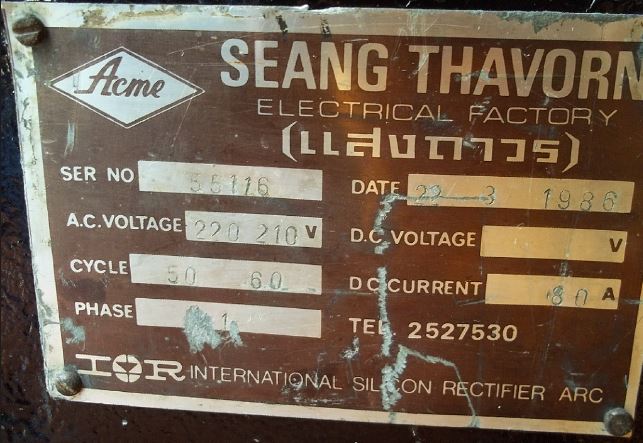 Acme
SEANG THAVORN
ELECTRICAL FACTORY
(แสงถาวร)
SER NO 55116 DATE 22 3 1986
A.C.VOLTAGE 220 210 V D.C VOLTAGE V
CYCLE 50 60 DC CURRENT 80 A
PHASE 1 TEL 2527530
IOR INTERNATIONAL SILICON RECTIFIER ARC